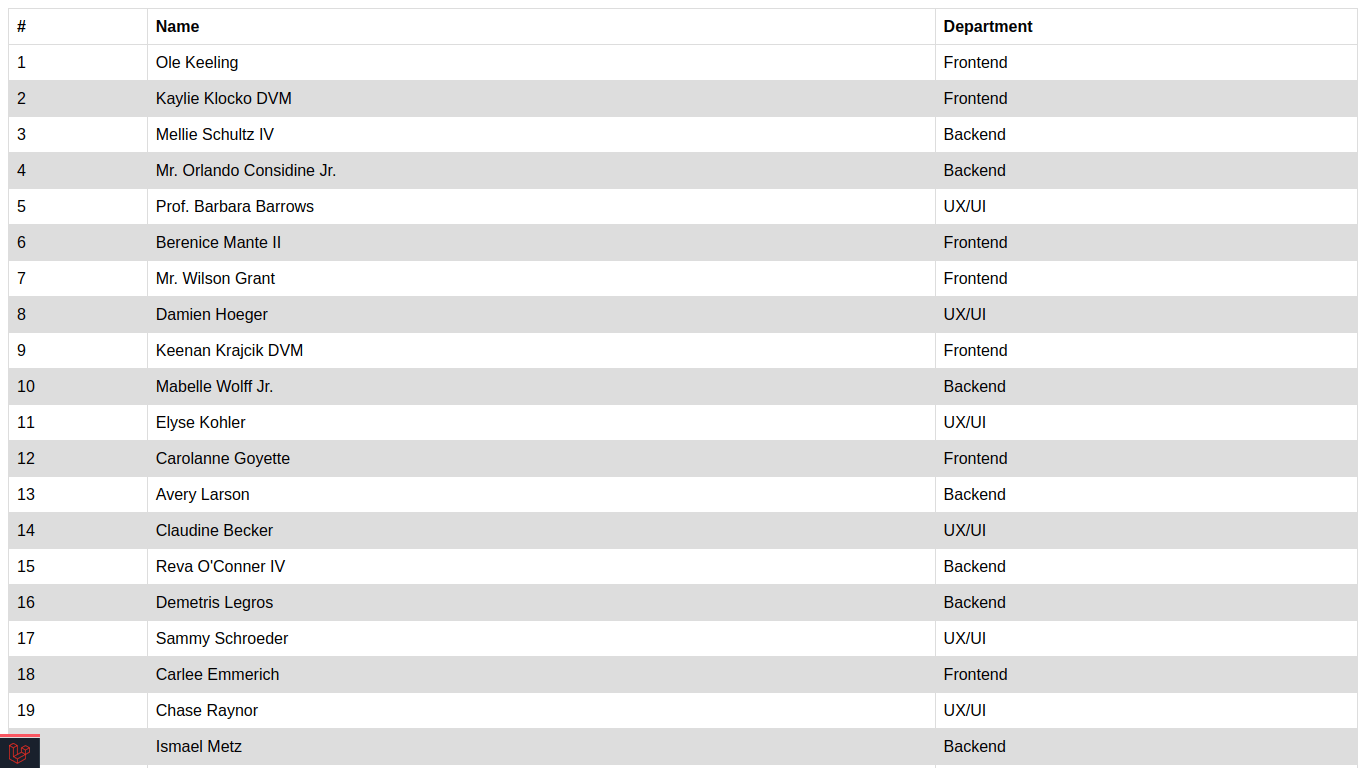 # Name Department
1 Ole Keeling Frontend
2 Kaylie Klocko DVM Frontend
3 Mellie Schultz IV Backend
4 Mr. Orlando Considine Jr. Backend
5 Prof. Barbara Barrows UX/UI
6 Berenice Mante II Frontend
7 Mr. Wilson Grant Frontend
8 Damien Hoeger UX/UI
9 Keenan Krajcik DVM Frontend
10 Mabelle Wolff Jr. Backend
11 Elyse Kohler UX/UI
12 Carolanne Goyette Frontend
13 Avery Larson Backend
14 Claudine Becker UX/UI
15 Reva O'Conner IV Backend
16 Demetris Legros Backend
17 Sammy Schroeder UX/UI
18 Carlee Emmerich Frontend
19 Chase Raynor UX/UI
Ismael Metz Backend